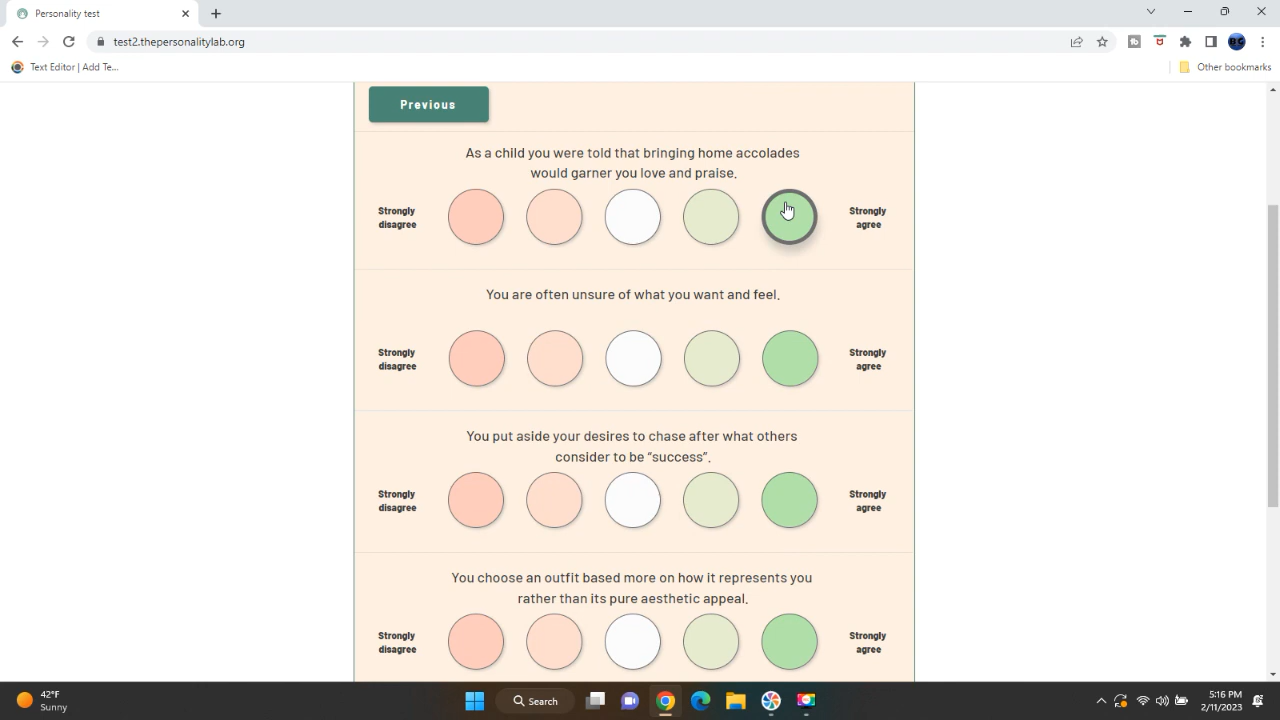 Personality test
test2.thepersonalitylab.org
Text Editor | Add Te...
Other bookmarks
Previous
As a child you were told that bringing home accolades
would garner you love and praise.
Strongly
disagree
Strongly
agree
You are often unsure of what you want and feel.
Strongly
disagree
Strongly
agree
You put aside your desires to chase after what others
consider to be “success”.
Strongly
disagree
Strongly
agree
You choose an outfit based more on how it represents you
rather than its pure aesthetic appeal.
Strongly
disagree
Strongly
agree
42°F
Sunny
Search
5:16 PM
2/11/2023